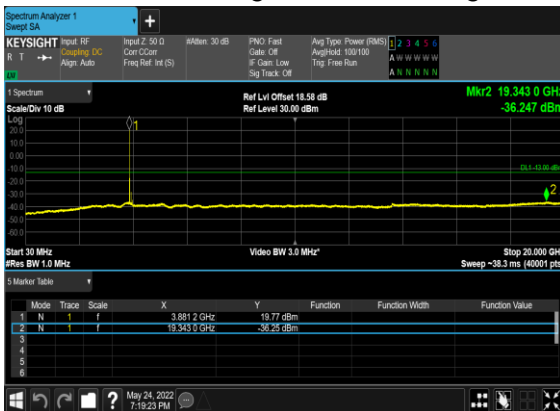 Spectrum Analyzer 1
Swept SA
KEYSIGHT Input: RF Input Z: 50 Ω #Atten: 30 dB PNO: Fast Avg Type: Power (RMS) 1 2 3 4 5 6
R T Coupling: DC Corr CCorr Gate: Off Avg|Hold: 100/100 A W W W W W
Align: Auto Freq Ref: Int (S) IF Gain: Low Trig: Free Run
LV Sig Track: Off A N N N N N
1 Spectrum Ref Lvl Offset 18.58 dB Mkr2 19.343 0 GHz
Scale/Div 10 dB Ref Level 30.00 dBm -36.247 dBm
Log
20.0 1
10.0
0.00
-10.0 DL1 -13.00 dBm
-20.0 2
-30.0
-40.0
-50.0
-60.0
Start 30 MHz Video BW 3.0 MHz* Stop 20.000 GH
#Res BW 1.0 MHz Sweep ~38.3 ms (40001 pts
5 Marker Table
Mode Trace Scale X Y Function Function Width Function Value
1 N 1 f 3.881 2 GHz 19.77 dBm
2 N 1 f 19.343 0 GHz -36.25 dBm
3
4
5
6
? May 24, 2022
7:19:23 PM